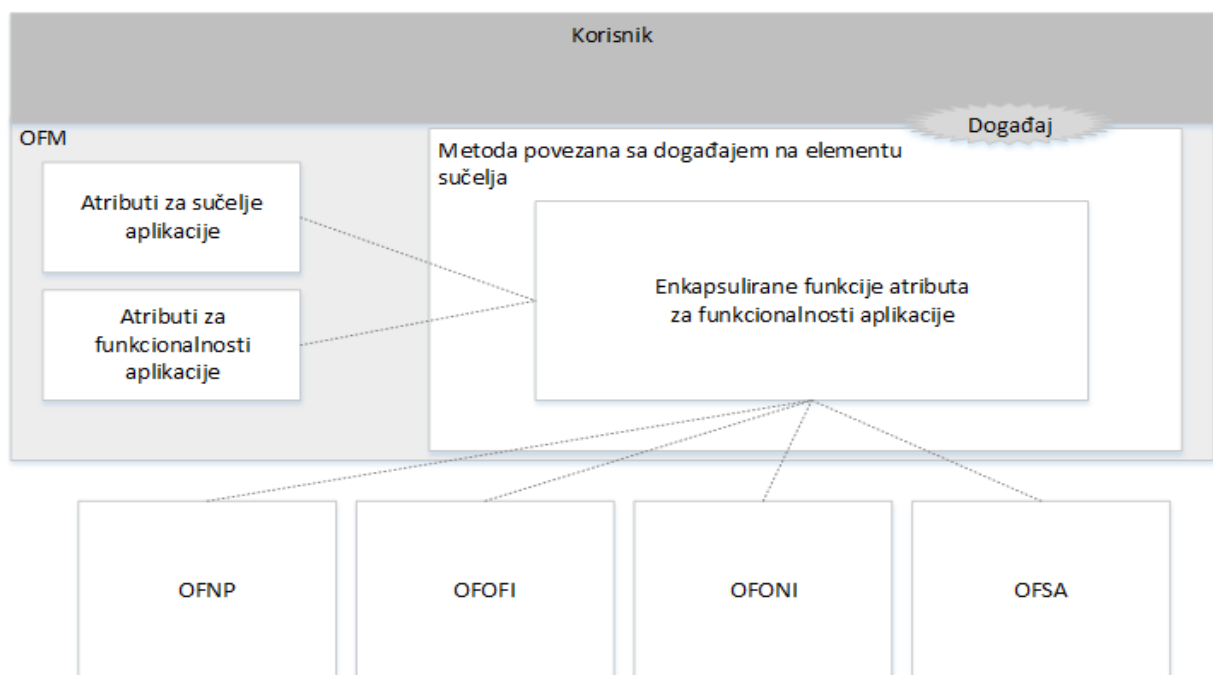 Korisnik
Događaj
OFM
Metoda povezana sa događajem na elementu
sučelja
Atributi za sučelje
aplikacije
Enkapsulirane funkcije atributa
za funkcionalnosti aplikacije
Atributi za
funkcionalnosti
aplikacije
OFNP
OFOFI
OFONI
OFSA